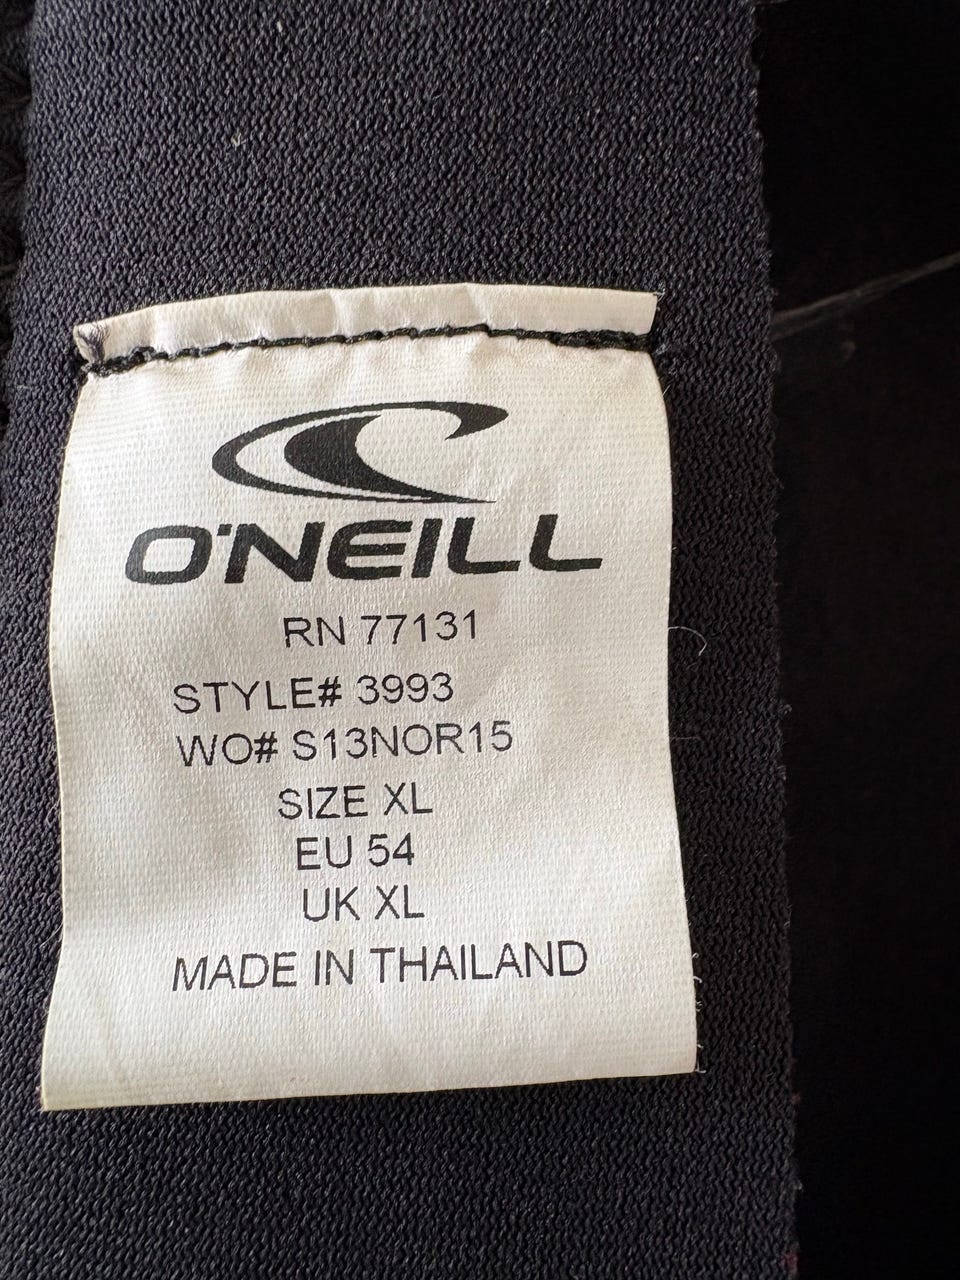 O'NEILL
RN 77131
STYLE# 3993
WO# S13NOR15
SIZE XL
EU 54
UK XL
MADE IN THAILAND